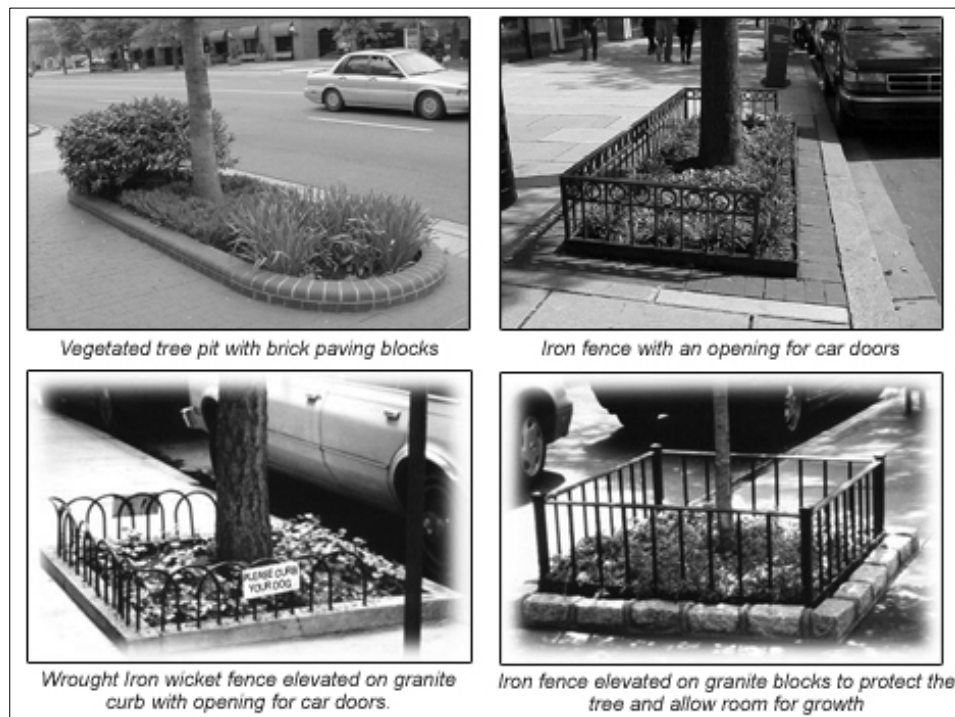 Vegetated tree pit with brick paving blocks
Iron fence with an opening for car doors
PLEASE CURB
YOUR DOG
Wrought Iron wicket fence elevated on granite
curb with opening for car doors.
Iron fence elevated on granite blocks to protect the
tree and allow room for growth